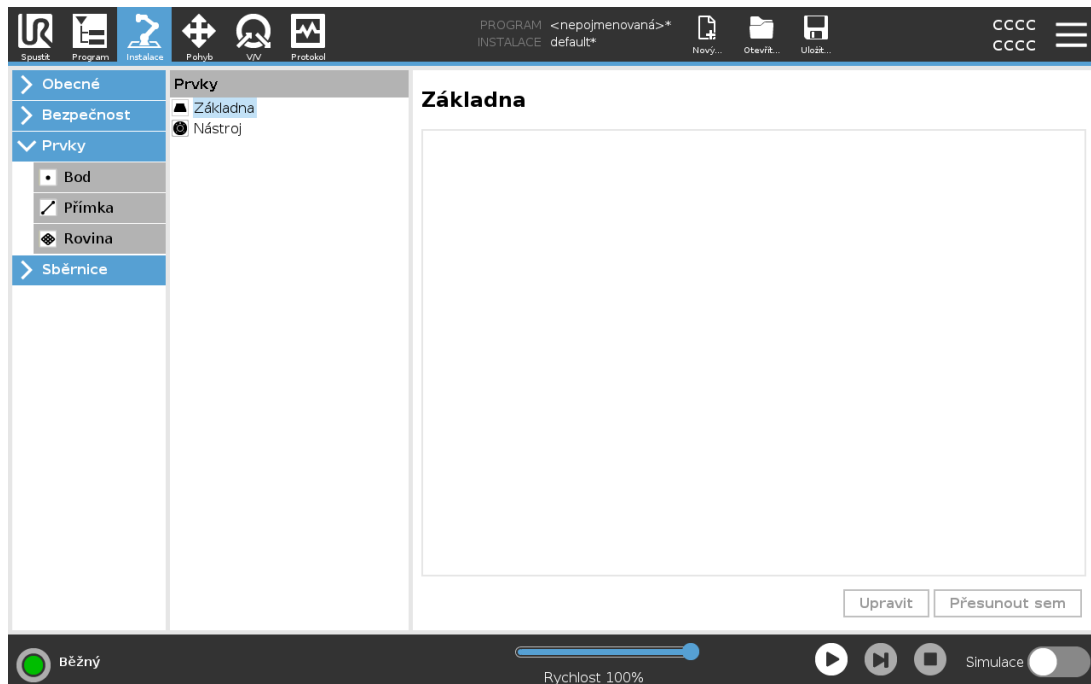 UR
Spustit
Program
Instalace
Pohyb
V/V
Protokol
PROGRAM <nepojmenovaná>*
INSTALACE default*
Nový...
Otevřít...
Uložit...
CCCC
CCCC
Obecné
Bezpečnost
Prvky
Bod
Přímka
Rovina
Sběrnice
Prvky
Základna
Nástroj
Základna
Upravit
Přesunout sem
Běžný
Rychlost 100%
Simulace